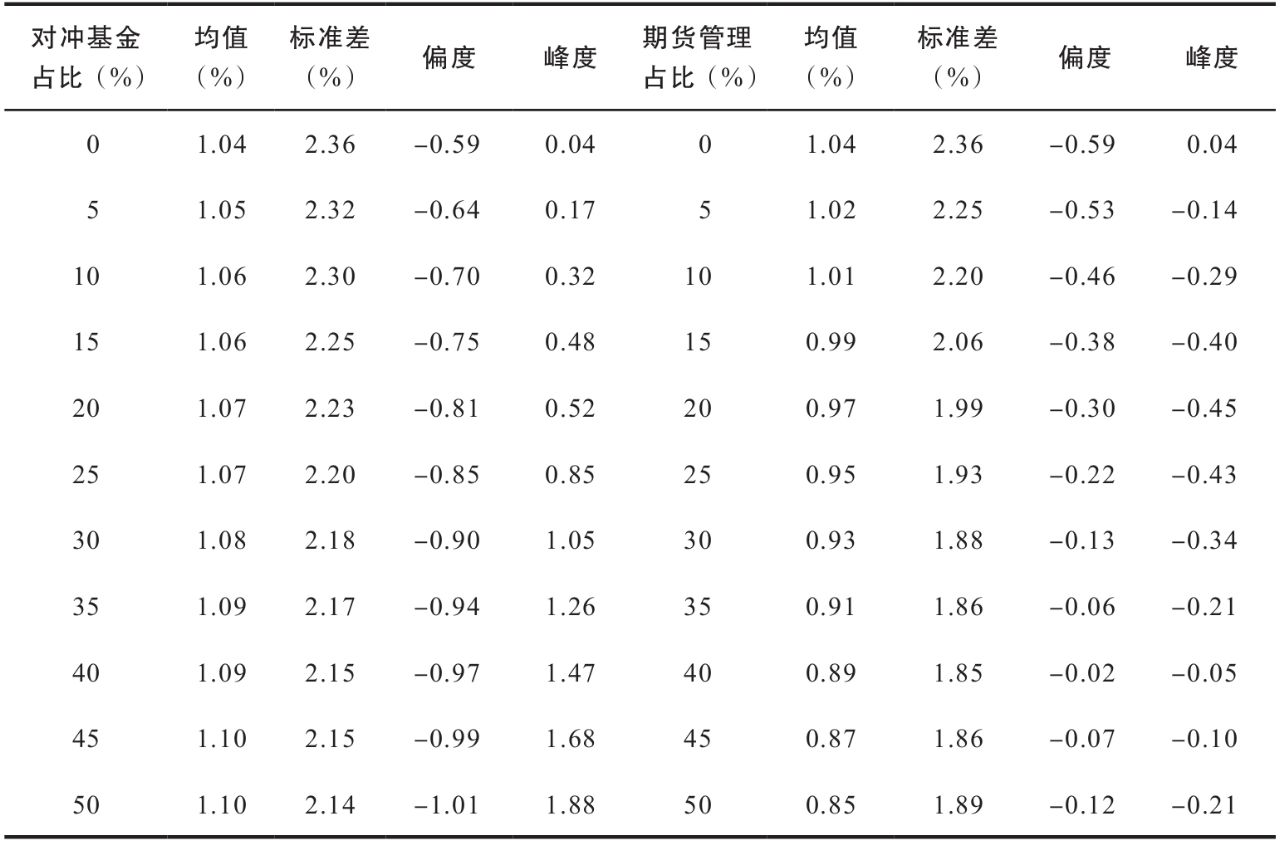 对冲基金占比（%） 均值（%） 标准差（%） 偏度 峰度 期货管理占比（%） 均值（%） 标准差（%） 偏度 峰度
0 1.04 2.36 –0.59 0.04 0 1.04 2.36 –0.59 0.04
5 1.05 2.32 –0.64 0.17 5 1.02 2.25 –0.53 –0.14
10 1.06 2.30 –0.70 0.32 10 1.01 2.20 –0.46 –0.29
15 1.06 2.25 –0.75 0.48 15 0.99 2.06 –0.38 –0.40
20 1.07 2.23 –0.81 0.52 20 0.97 1.99 –0.30 –0.45
25 1.07 2.20 –0.85 0.85 25 0.95 1.93 –0.22 –0.43
30 1.08 2.18 –0.90 1.05 30 0.93 1.88 –0.13 –0.34
35 1.09 2.17 –0.94 1.26 35 0.91 1.86 –0.06 –0.21
40 1.09 2.15 –0.97 1.47 40 0.89 1.85 –0.02 –0.05
45 1.10 2.15 –0.99 1.68 45 0.87 1.86 –0.07 –0.10
50 1.10 2.14 –1.01 1.88 50 0.85 1.89 –0.12 –0.21